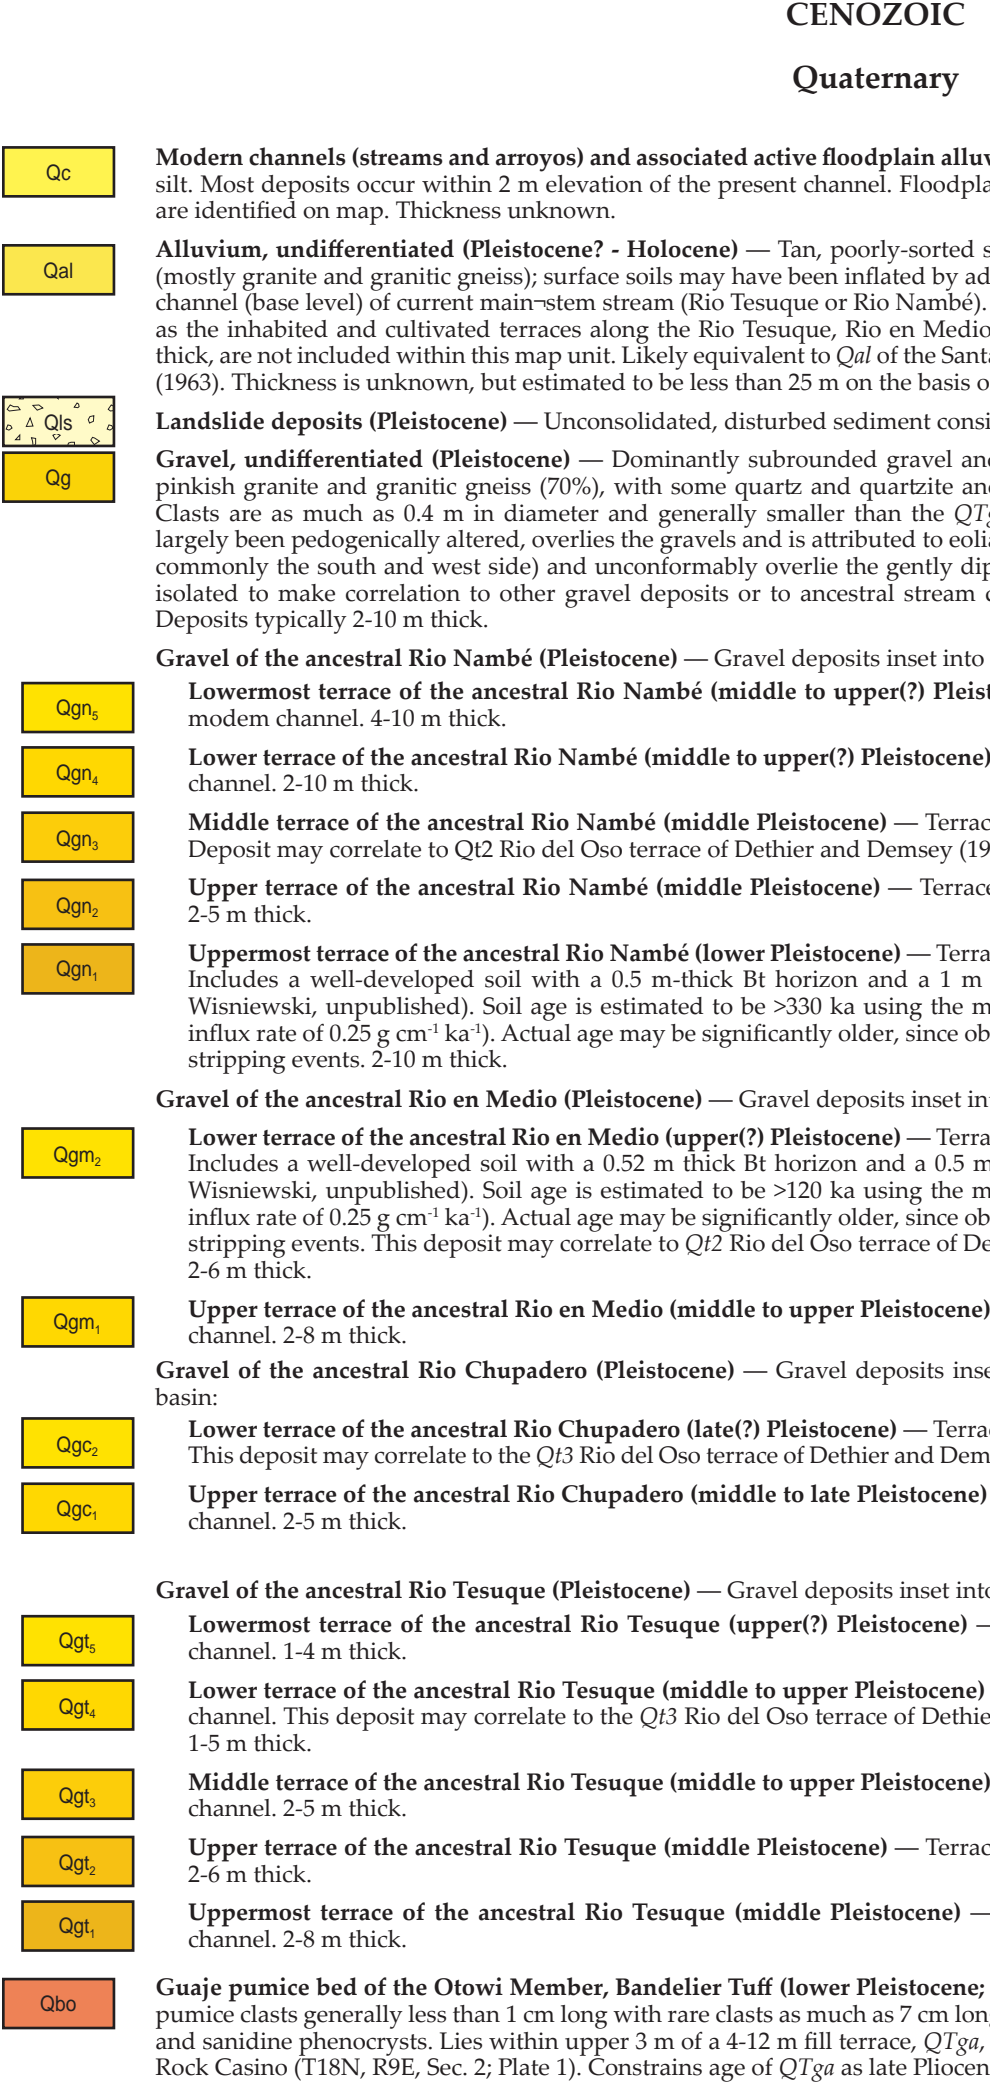 CENOZOIC
Quaternary
Qc
Modern channels (streams and arroyos) and associated active floodplain
silt. Most deposits occur within 2 m elevation of the present channel.
are identified on map. Thickness unknown.
Qal
Alluvium, undifferentiated (Pleistocene? - Holocene) — Tan, poorly-sorted
(mostly granite and granitic gneiss); surface soils may have been inflated by
channel (base level) of current main¬stem stream (Rio Tesuque or Rio Nambé).
as the inhabited and cultivated terraces along the Rio Tesuque, Rio en Medio
thick, are not included within this map unit. Likely equivalent to Qal of the
(1963). Thickness is unknown, but estimated to be less than 25 m on the basis
Qls
Landslide deposits (Pleistocene) — Unconsolidated, disturbed sediment
Qg
Gravel, undifferentiated (Pleistocene) — Dominantly subrounded gravel
pinkish granite and granitic gneiss (70%), with some quartz and quartzite
Clasts are as much as 0.4 m in diameter and generally smaller than the
largely been pedogenically altered, overlies the gravels and is attributed to
commonly the south and west side) and unconformably overlie the gently
isolated to make correlation to other gravel deposits or to ancestral stream
Deposits typically 2-10 m thick.
Gravel of the ancestral Rio Nambé (Pleistocene) — Gravel deposits inset into
Qgn5
Lowermost terrace of the ancestral Rio Nambé (middle to upper(?)
modem channel. 4-10 m thick.
Qgn4
Lower terrace of the ancestral Rio Nambé (middle to upper(?) Pleistocene)
channel. 2-10 m thick.
Qgn3
Middle terrace of the ancestral Rio Nambé (middle Pleistocene) —
Deposit may correlate to Qt2 Rio del Oso terrace of Dethier and Demsey
Qgn2
Upper terrace of the ancestral Rio Nambé (middle Pleistocene) — Terrace
2-5 m thick.
Qgn1
Uppermost terrace of the ancestral Rio Nambé (lower Pleistocene) —
Includes a well-developed soil with a 0.5 m-thick Bt horizon and a 1 m
Wisniewski, unpublished). Soil age is estimated to be >330 ka using the
influx rate of 0.25 g cm-1 ka-1). Actual age may be significantly older, since
stripping events. 2-10 m thick.
Gravel of the ancestral Rio en Medio (Pleistocene) — Gravel deposits inset
Qgm2
Lower terrace of the ancestral Rio en Medio (upper(?) Pleistocene) —
Includes a well-developed soil with a 0.52 m thick Bt horizon and a 0.5 m
Wisniewski, unpublished). Soil age is estimated to be >120 ka using the
influx rate of 0.25 g cm-1 ka-1). Actual age may be significantly older, since
stripping events. This deposit may correlate to Qt2 Rio del Oso terrace of
2-6 m thick.
Qgm1
Upper terrace of the ancestral Rio en Medio (middle to upper Pleistocene)
channel. 2-8 m thick.
Gravel of the ancestral Rio Chupadero (Pleistocene) — Gravel deposits
basin:
Qgc2
Lower terrace of the ancestral Rio Chupadero (late(?) Pleistocene) —
This deposit may correlate to the Qt3 Rio del Oso terrace of Dethier and
Qgc1
Upper terrace of the ancestral Rio Chupadero (middle to late Pleistocene)
channel. 2-5 m thick.
Gravel of the ancestral Rio Tesuque (Pleistocene) — Gravel deposits inset
Qgt5
Lowermost terrace of the ancestral Rio Tesuque (upper(?) Pleistocene) —
channel. 1-4 m thick.
Qgt4
Lower terrace of the ancestral Rio Tesuque (middle to upper Pleistocene)
channel. This deposit may correlate to the Qt3 Rio del Oso terrace of
1-5 m thick.
Qgt3
Middle terrace of the ancestral Rio Tesuque (middle to upper Pleistocene)
channel. 2-5 m thick.
Qgt2
Upper terrace of the ancestral Rio Tesuque (middle Pleistocene) —
2-6 m thick.
Qgt1
Uppermost terrace of the ancestral Rio Tesuque (middle Pleistocene) —
channel. 2-8 m thick.
Qbo
Guaje pumice bed of the Otowi Member, Bandelier Tuff (lower Pleistocene;
pumice clasts generally less than 1 cm long with rare clasts as much as 7 cm
and sanidine phenocrysts. Lies within upper 3 m of a 4-12 m fill terrace, QTga,
Rock Casino (T18N, R9E, Sec. 2; Plate 1). Constrains age of QTga as late